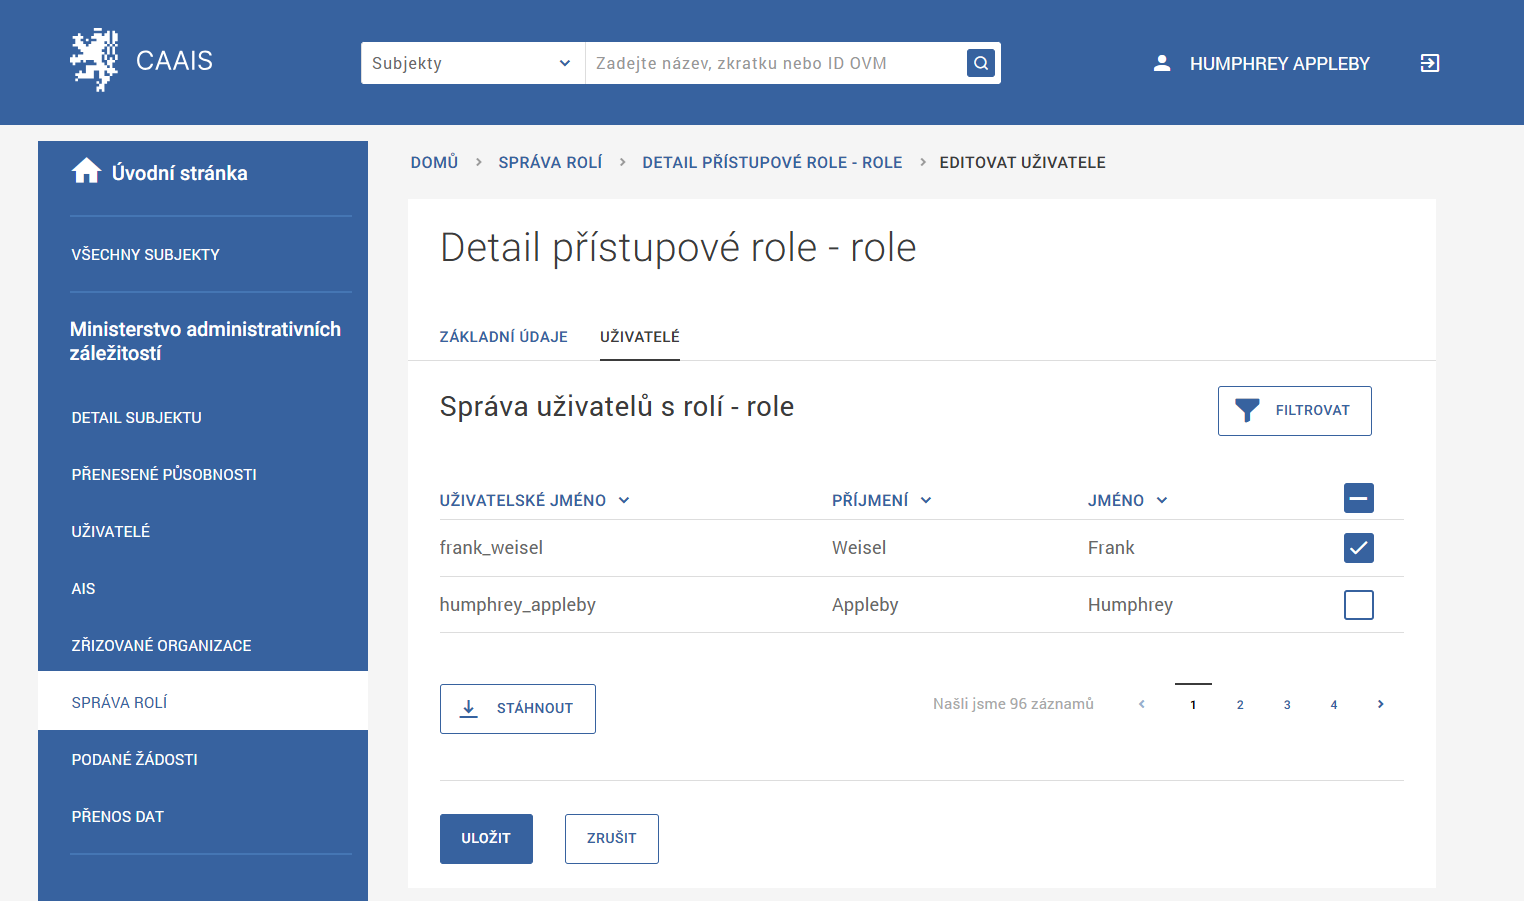 CAAIS
Subjekty
Zadejte název, zkratku nebo ID OVM
HUMPHREY APPLEBY
Úvodní stránka
VŠECHNY SUBJEKTY
Ministerstvo administrativních
záležitostí
DETAIL SUBJEKTU
PŘENESENÉ PŮSOBNOSTI
UŽIVATELÉ
AIS
ZŘIZOVANÉ ORGANIZACE
SPRÁVA ROLÍ
PODANÉ ŽÁDOSTI
PŘENOS DAT
DOMŮ > SPRÁVA ROLÍ > DETAIL PŘÍSTUPOVÉ ROLE - ROLE > EDITOVAT UŽIVATELE
Detail přístupové role - role
ZÁKLADNÍ ÚDAJE UŽIVATELÉ
Správa uživatelů s rolí - role
FILTROVAT
UŽIVATELSKÉ JMÉNO PŘÍJMENÍ JMÉNO
frank_weisel Weisel Frank
humphrey_appleby Appleby Humphrey
STÁHNOUT
Našli jsme 96 záznamů < 1 2 3 4 >
ULOŽIT
ZRUŠIT